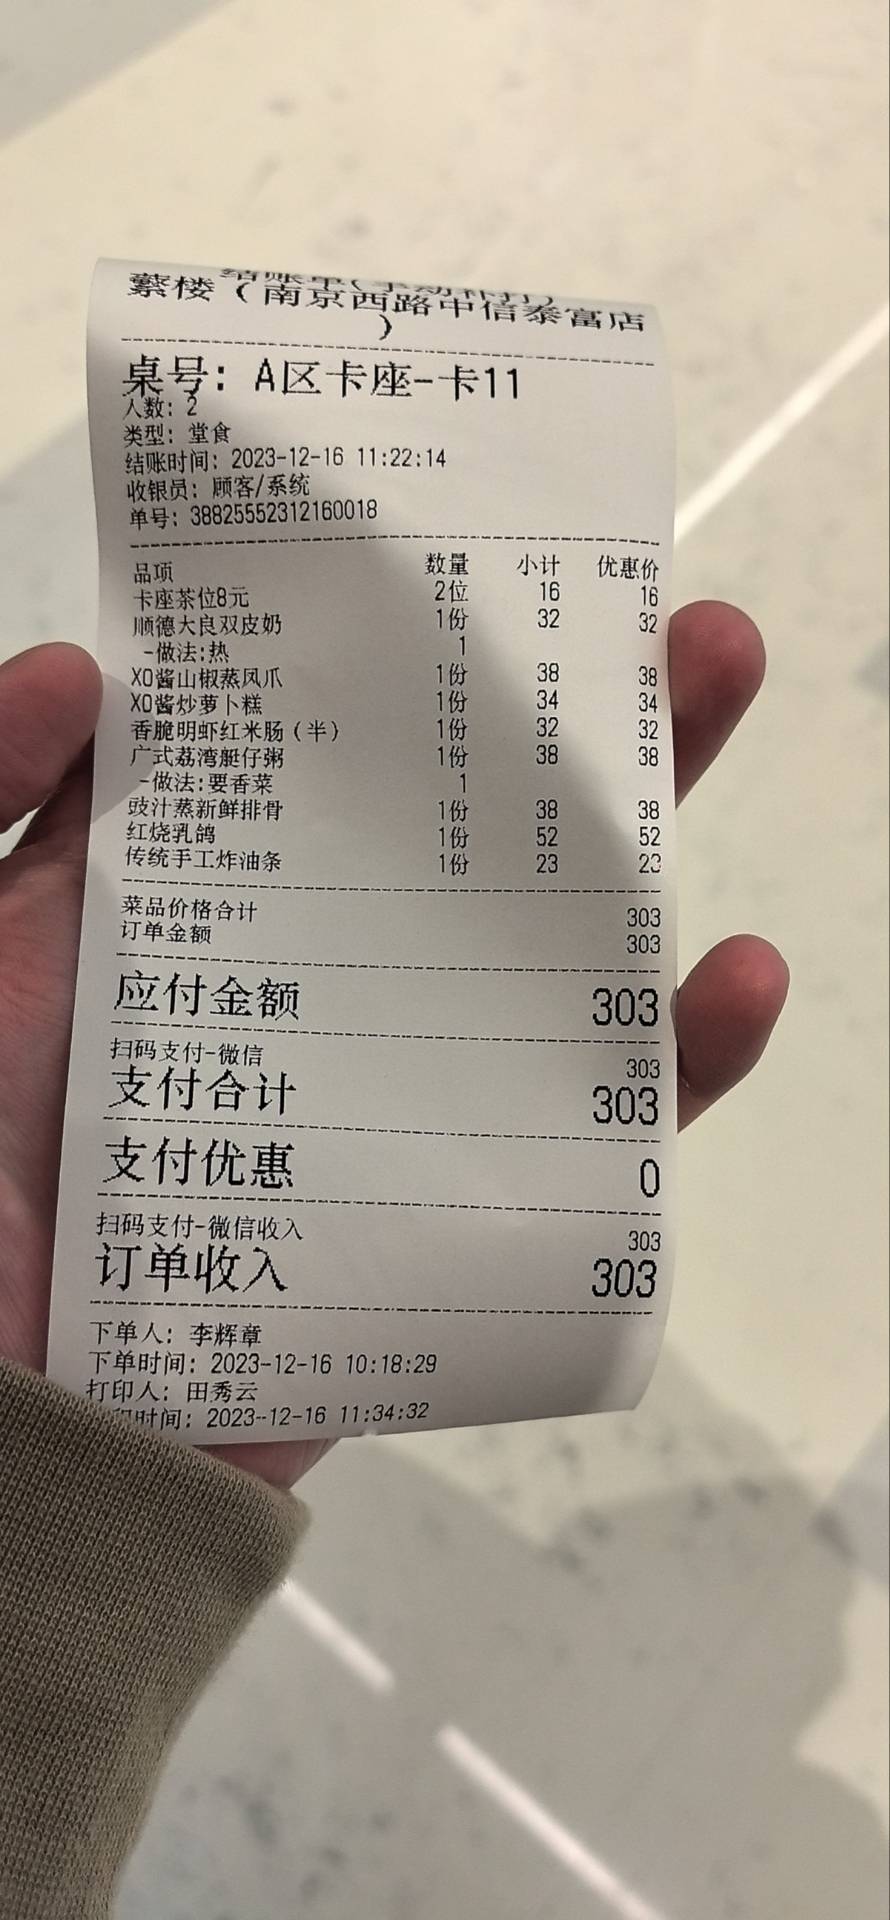 结账单(手动补打)
蘩楼(南京西路中信泰富店
)
桌号: A区卡座-卡11
人数: 2
类型: 堂食
结账时间: 2023-12-16 11:22:14
收银员: 顾客/系统
单号: 38825552312160018
品项 数量 小计 优惠价
卡座茶位8元 2位 16 16
顺德大良双皮奶 1份 32 32
-做法:热 1
XO酱山椒蒸凤爪 1份 38 38
XO酱炒萝卜糕 1份 34 34
香脆明虾红米肠(半) 1份 32 32
广式荔湾艇仔粥 1份 38 38
-做法:要香菜 1
豉汁蒸新鲜排骨 1份 38 38
红烧乳鸽 1份 52 52
传统手工炸油条 1份 23 23
菜品价格合计 303
订单金额 303
应付金额 303
扫码支付-微信 303
支付合计 303
支付优惠 0
扫码支付-微信收入 303
订单收入 303
下单人: 李辉章
下单时间: 2023-12-16 10:18:29
打印人: 田秀云
印时间: 2023-12-16 11:34:32